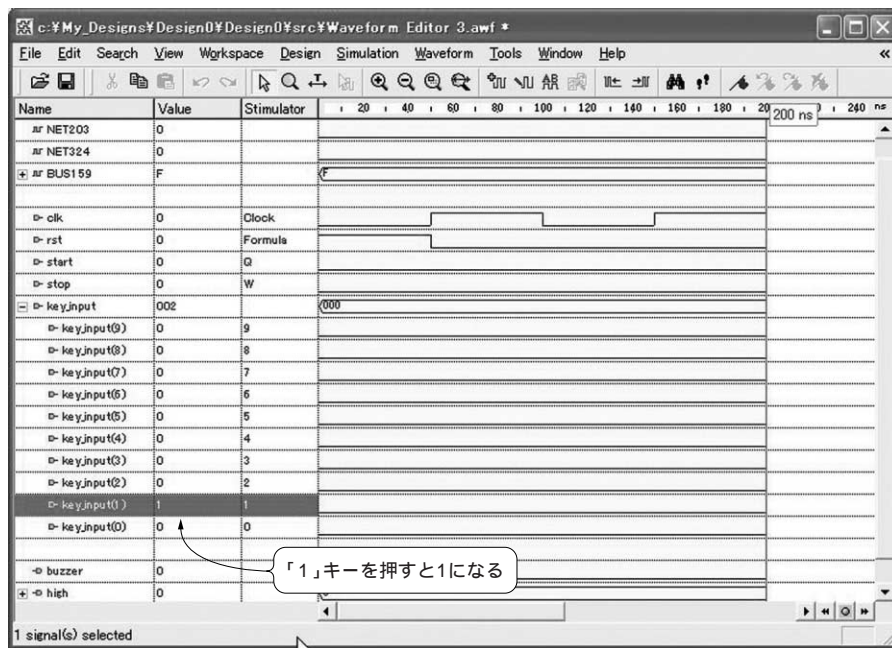 c:¥My_Designs¥Design0¥Design0¥src¥Waveform Editor 3.awf *
File Edit Search View Workspace Design Simulation Waveform Tools Window Help
Name Value Stimulator 20 40 60 80 100 120 140 160 180 20 200 ns 240 ns
NET203 0
NET324 0
BUS159 F F
clk 0 Clock
rst 0 Formula
start 0 Q
stop 0 W
key_input 002 000
key_input(9) 0 9
key_input(8) 0 8
key_input(7) 0 7
key_input(6) 0 6
key_input(5) 0 5
key_input(4) 0 4
key_input(3) 0 3
key_input(2) 0 2
key_input(1) 1 1
key_input(0) 0 0
「1」キーを押すと1になる
buzzer 0
high 0
1 signal(s) selected